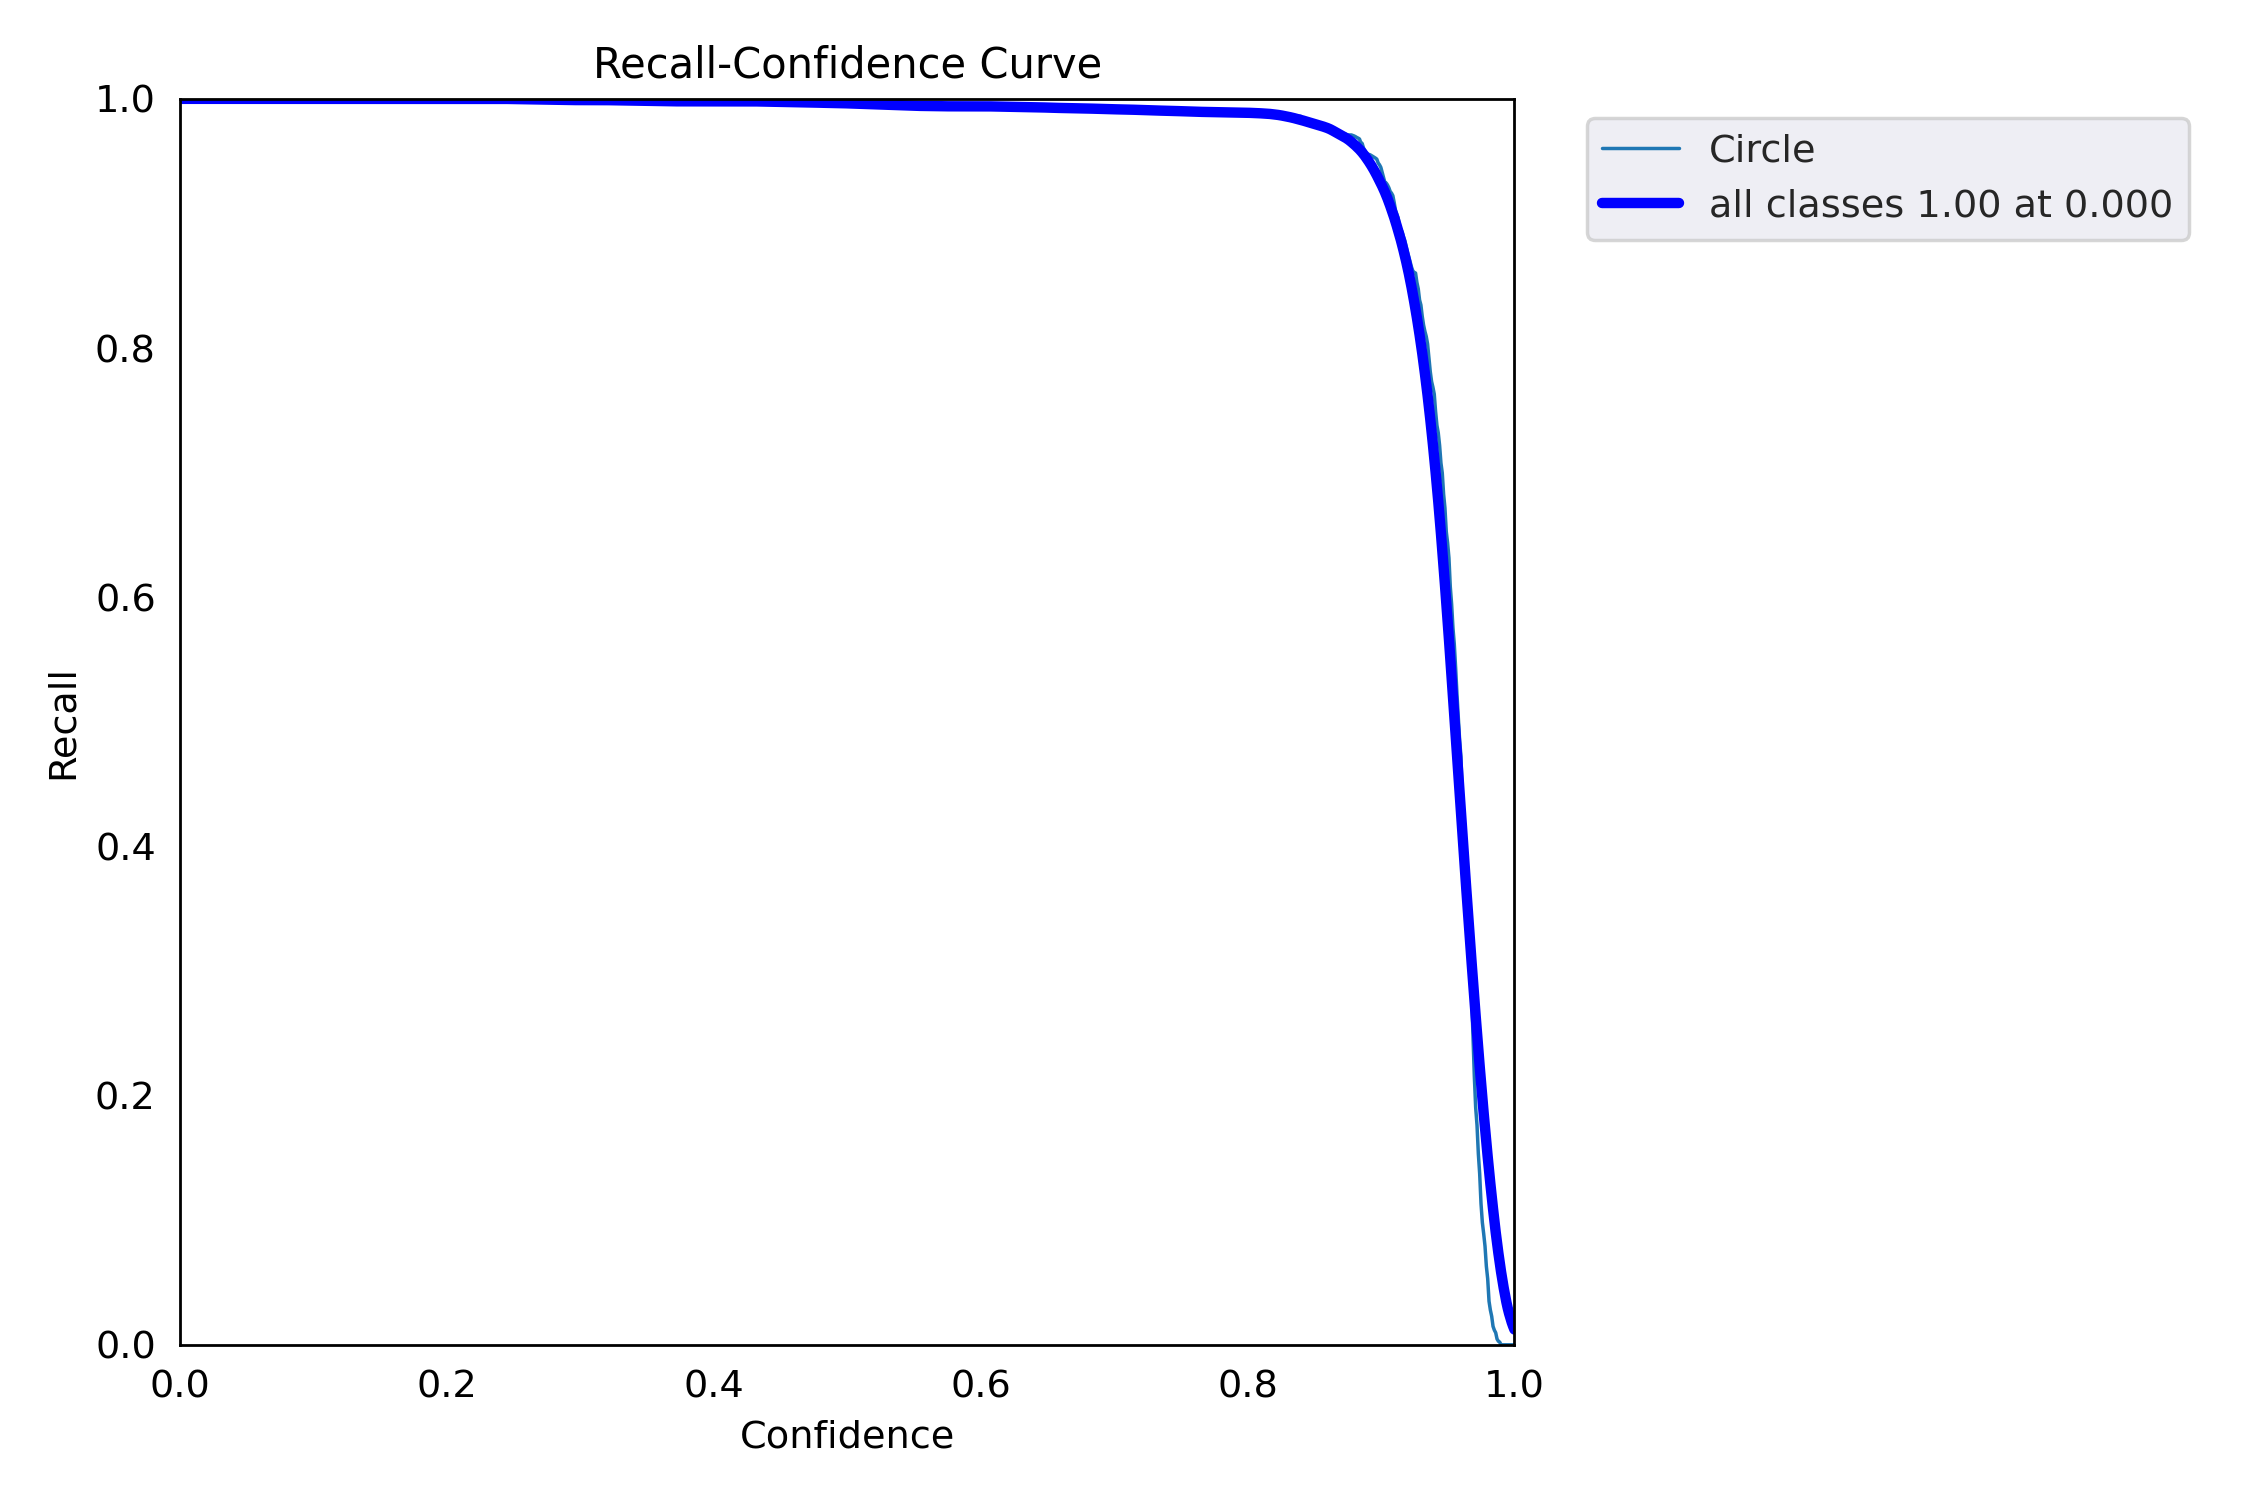 Recall-Confidence Curve
1.0
0.8
0.6
0.4
0.2
0.0
Recall
0.0 0.2 0.4 0.6 0.8 1.0
Confidence
Circle
all classes 1.00 at 0.000